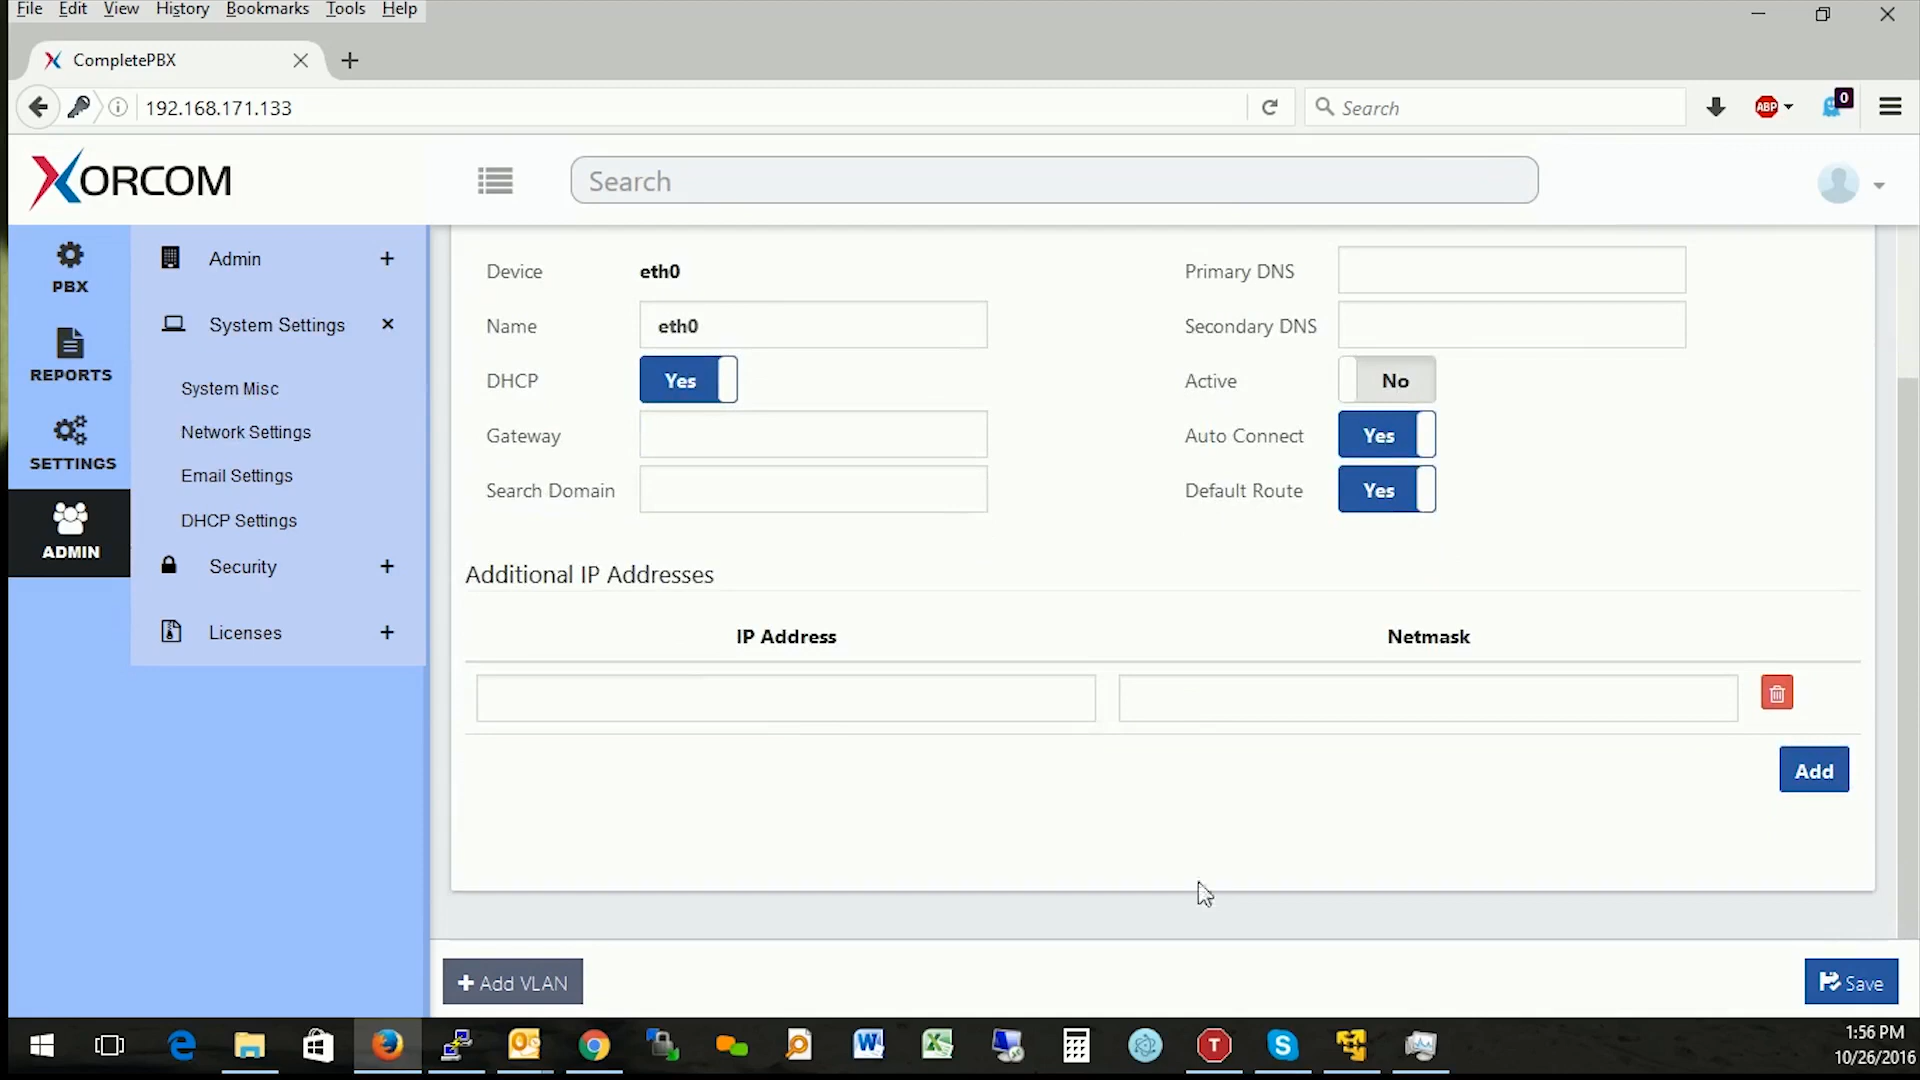 File Edit View History Bookmarks Tools Help
CompletePBX
192.168.171.133
Search
ABP
0
XORCOM
Search
PBX
REPORTS
SETTINGS
ADMIN
Admin
System Settings
System Misc
Network Settings
Email Settings
DHCP Settings
Security
Licenses
Device eth0
Name eth0
DHCP Yes
Gateway
Search Domain
Primary DNS
Secondary DNS
Active No
Auto Connect Yes
Default Route Yes
Additional IP Addresses
IP Address Netmask
Add
Add VLAN
Save
1:56 PM
10/26/2016